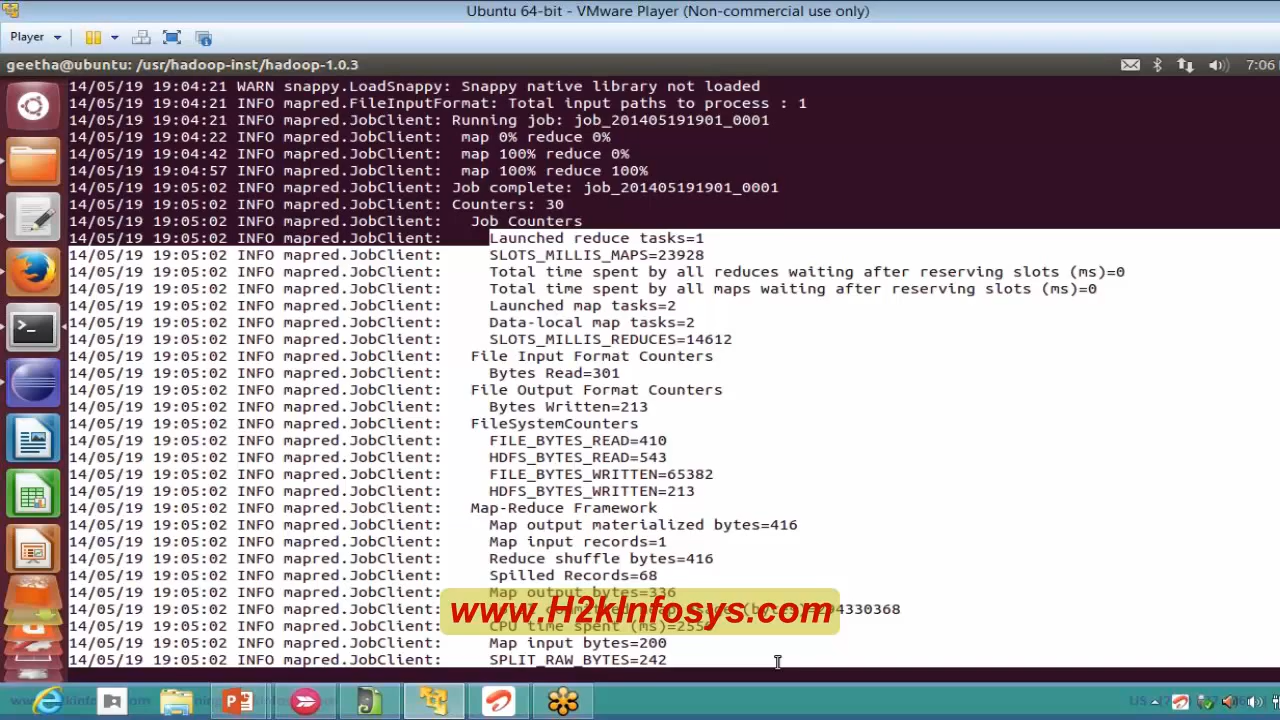 Ubuntu 64-bit - VMware Player (Non-commercial use only)
Player
geetha@ubuntu: /usr/hadoop-inst/hadoop-1.0.3
7:06
14/05/19 19:04:21 WARN snappy.LoadSnappy: Snappy native library not loaded
14/05/19 19:04:21 INFO mapred.FileInputFormat: Total input paths to process : 1
14/05/19 19:04:21 INFO mapred.JobClient: Running job: job_201405191901_0001
14/05/19 19:04:22 INFO mapred.JobClient:  map 0% reduce 0%
14/05/19 19:04:42 INFO mapred.JobClient:  map 100% reduce 0%
14/05/19 19:04:57 INFO mapred.JobClient:  map 100% reduce 100%
14/05/19 19:05:02 INFO mapred.JobClient: Job complete: job_201405191901_0001
14/05/19 19:05:02 INFO mapred.JobClient: Counters: 30
14/05/19 19:05:02 INFO mapred.JobClient:   Job Counters
14/05/19 19:05:02 INFO mapred.JobClient:     Launched reduce tasks=1
14/05/19 19:05:02 INFO mapred.JobClient:     SLOTS_MILLIS_MAPS=23928
14/05/19 19:05:02 INFO mapred.JobClient:     Total time spent by all reduces waiting after reserving slots (ms)=0
14/05/19 19:05:02 INFO mapred.JobClient:     Total time spent by all maps waiting after reserving slots (ms)=0
14/05/19 19:05:02 INFO mapred.JobClient:     Launched map tasks=2
14/05/19 19:05:02 INFO mapred.JobClient:     Data-local map tasks=2
14/05/19 19:05:02 INFO mapred.JobClient:     SLOTS_MILLIS_REDUCES=14612
14/05/19 19:05:02 INFO mapred.JobClient:   File Input Format Counters
14/05/19 19:05:02 INFO mapred.JobClient:     Bytes Read=301
14/05/19 19:05:02 INFO mapred.JobClient:   File Output Format Counters
14/05/19 19:05:02 INFO mapred.JobClient:     Bytes Written=213
14/05/19 19:05:02 INFO mapred.JobClient:   FileSystemCounters
14/05/19 19:05:02 INFO mapred.JobClient:     FILE_BYTES_READ=410
14/05/19 19:05:02 INFO mapred.JobClient:     HDFS_BYTES_READ=543
14/05/19 19:05:02 INFO mapred.JobClient:     FILE_BYTES_WRITTEN=65382
14/05/19 19:05:02 INFO mapred.JobClient:     HDFS_BYTES_WRITTEN=213
14/05/19 19:05:02 INFO mapred.JobClient:   Map-Reduce Framework
14/05/19 19:05:02 INFO mapred.JobClient:     Map output materialized bytes=416
14/05/19 19:05:02 INFO mapred.JobClient:     Map input records=1
14/05/19 19:05:02 INFO mapred.JobClient:     Reduce shuffle bytes=416
14/05/19 19:05:02 INFO mapred.JobClient:     Spilled Records=68
14/05/19 19:05:02 INFO mapred.JobClient:     Map output bytes=336
14/05/19 19:05:02 INFO mapred.JobClient:
www.H2kInfosys.com
14/05/19 19:05:02 INFO mapred.JobClient:     CPU time spent
14/05/19 19:05:02 INFO mapred.JobClient:     Map input bytes=200
14/05/19 19:05:02 INFO mapred.JobClient:     SPLIT_RAW_BYTES=242